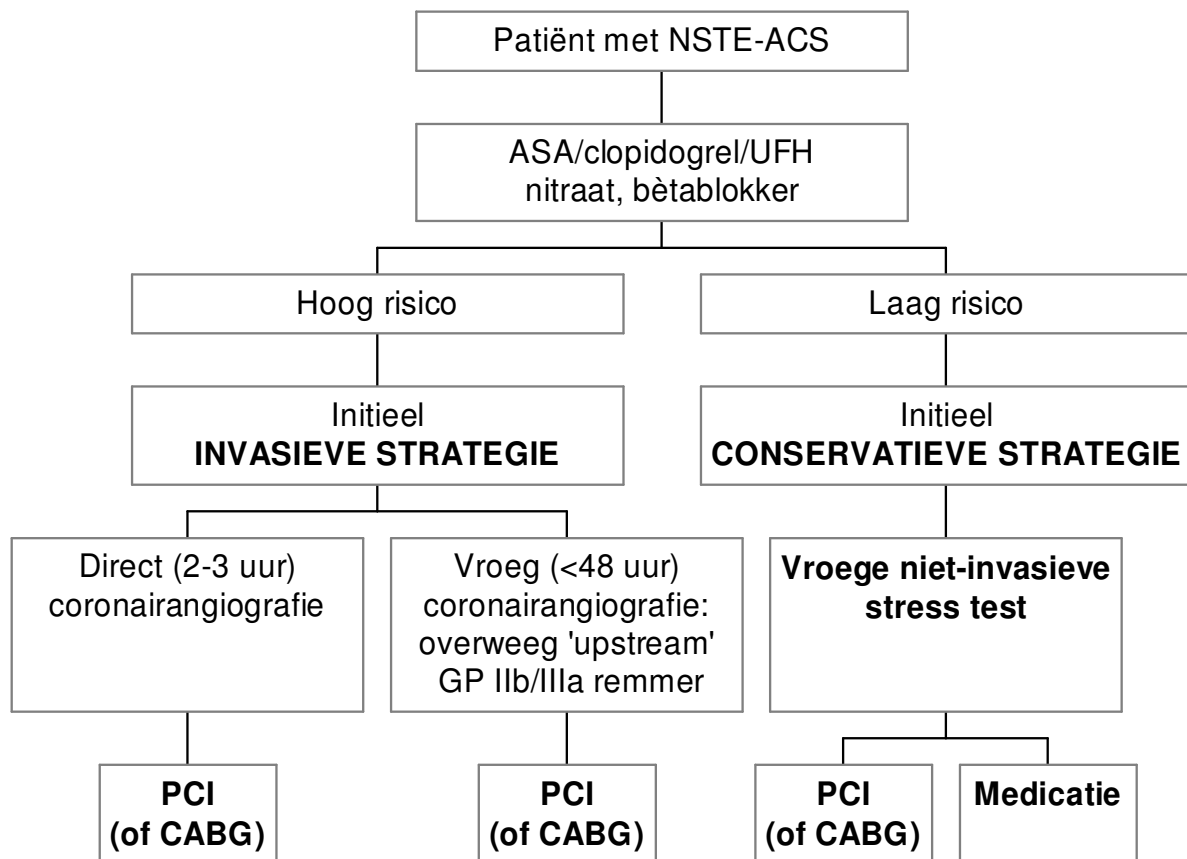 Patiënt met NSTE-ACS
ASA/clopidogrel/UFH
nitraat, bètablokker
Hoog risico
Laag risico
Initieel
INVASIEVE STRATEGIE
Initieel
CONSERVATIEVE STRATEGIE
Direct (2-3 uur)
coronairangiografie
Vroeg (<48 uur)
coronairangiografie:
overweeg 'upstream'
GP IIb/IIIa remmer
Vroege niet-invasieve
stress test
PCI
(of CABG)
PCI
(of CABG)
PCI
(of CABG)
Medicatie